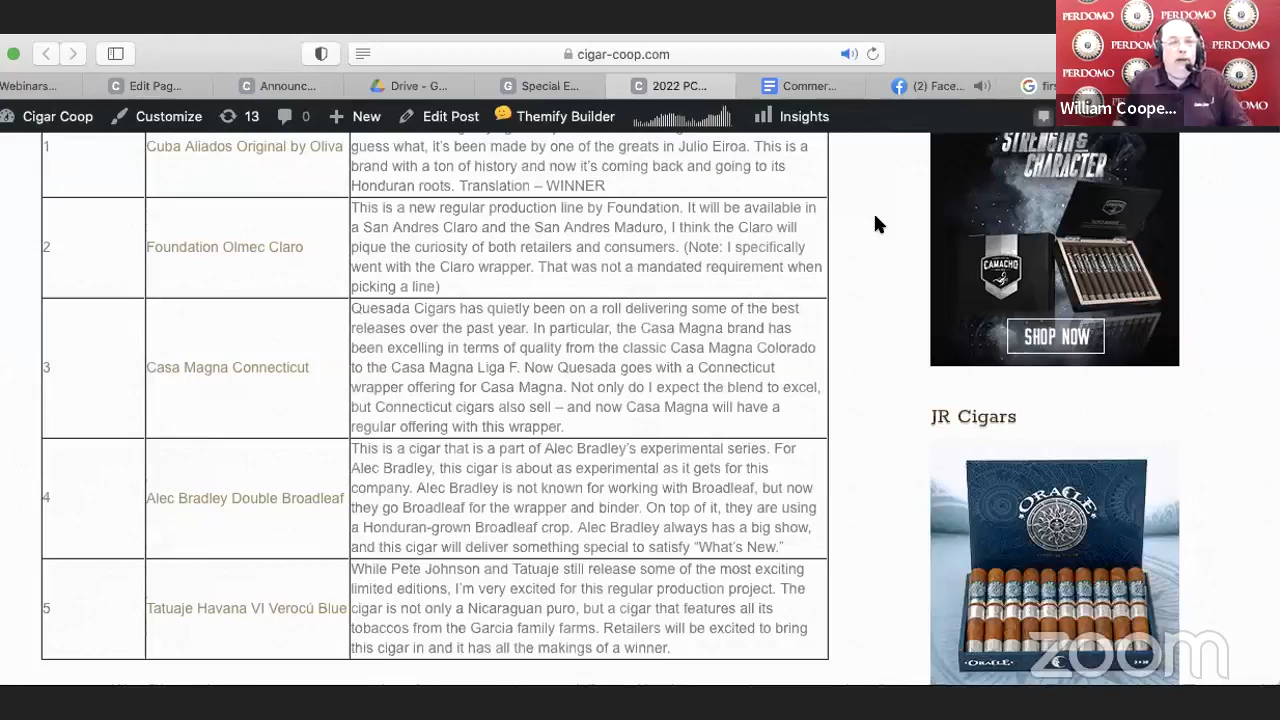 PERDOMO PERDOMO
PERDOMO PERDOMO
PERDOMO
William Coope...
cigar-coop.com
Webinars...
Edit Pag...
Announc...
Drive - G...
Special E...
2022 PC...
Commer...
(2) Face...
firs
Cigar Coop
Customize
13
0
New
Edit Post
Themify Builder
Insights
1
Cuba Aliados Original by Oliva
guess what, it's been made by one of the greats in Julio Eiroa. This is a
brand with a ton of history and now it's coming back and going to its
Honduran roots. Translation – WINNER
2
Foundation Olmec Claro
This is a new regular production line by Foundation. It will be available in
a San Andres Claro and the San Andres Maduro, I think the Claro will
pique the curiosity of both retailers and consumers. (Note: I specifically
went with the Claro wrapper. That was not a mandated requirement when
picking a line)
3
Casa Magna Connecticut
Quesada Cigars has quietly been on a roll delivering some of the best
releases over the past year. In particular, the Casa Magna brand has
been excelling in terms of quality from the classic Casa Magna Colorado
to the Casa Magna Liga F. Now Quesada goes with a Connecticut
wrapper offering for Casa Magna. Not only do I expect the blend to excel,
but Connecticut cigars also sell – and now Casa Magna will have a
regular offering with this wrapper.
4
Alec Bradley Double Broadleaf
This is a cigar that is a part of Alec Bradley's experimental series. For
Alec Bradley, this cigar is about as experimental as it gets for this
company. Alec Bradley is not known for working with Broadleaf, but now
they go Broadleaf for the wrapper and binder. On top of it, they are using
a Honduran-grown Broadleaf crop. Alec Bradley always has a big show,
and this cigar will deliver something special to satisfy “What's New.”
5
Tatuaje Havana VI Verocú Blue
While Pete Johnson and Tatuaje still release some of the most exciting
limited editions, I'm very excited for this regular production project. The
cigar is not only a Nicaraguan puro, but a cigar that features all its
tobaccos from the Garcia family farms. Retailers will be excited to bring
this cigar in and it has all the makings of a winner.
STRENGTH &
CHARACTER
CAMACHO
SHOP NOW
JR Cigars
ORACLE
ORACLE
zoom